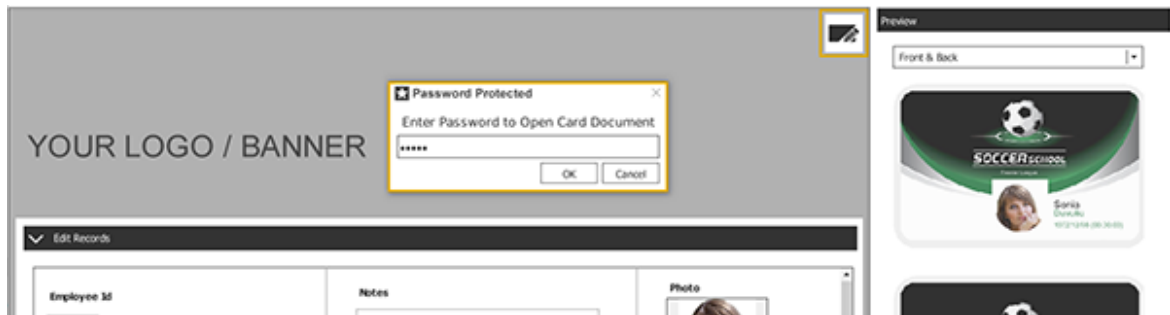 Preview
Front & Back
Password Protected
Enter Password to Open Card Document
•••••
OK
Cancel
YOUR LOGO / BANNER
SOCCER SCHOOL
Sonia
Edit Records
Employee Id
Notes
Photo